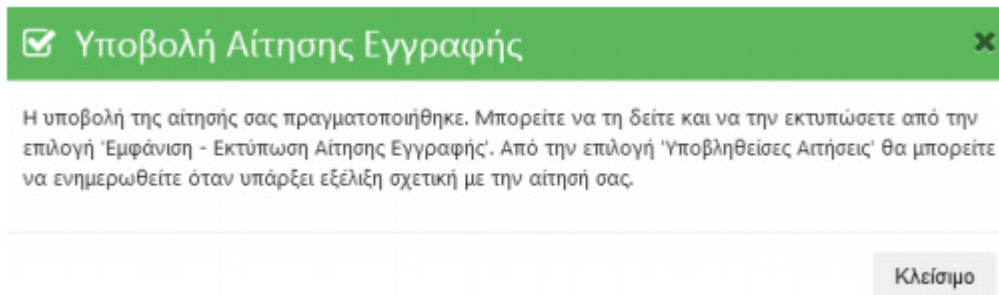 Υποβολή Αίτησης Εγγραφής
Η υποβολή της αίτησής σας πραγματοποιήθηκε. Μπορείτε να τη δείτε και να την εκτυπώσετε από την
επιλογή 'Εμφάνιση - Εκτύπωση Αίτησης Εγγραφής'. Από την επιλογή 'Υποβληθείσες Αιτήσεις' θα μπορείτε
να ενημερωθείτε όταν υπάρξει εξέλιξη σχετική με την αίτησή σας.
Κλείσιμο